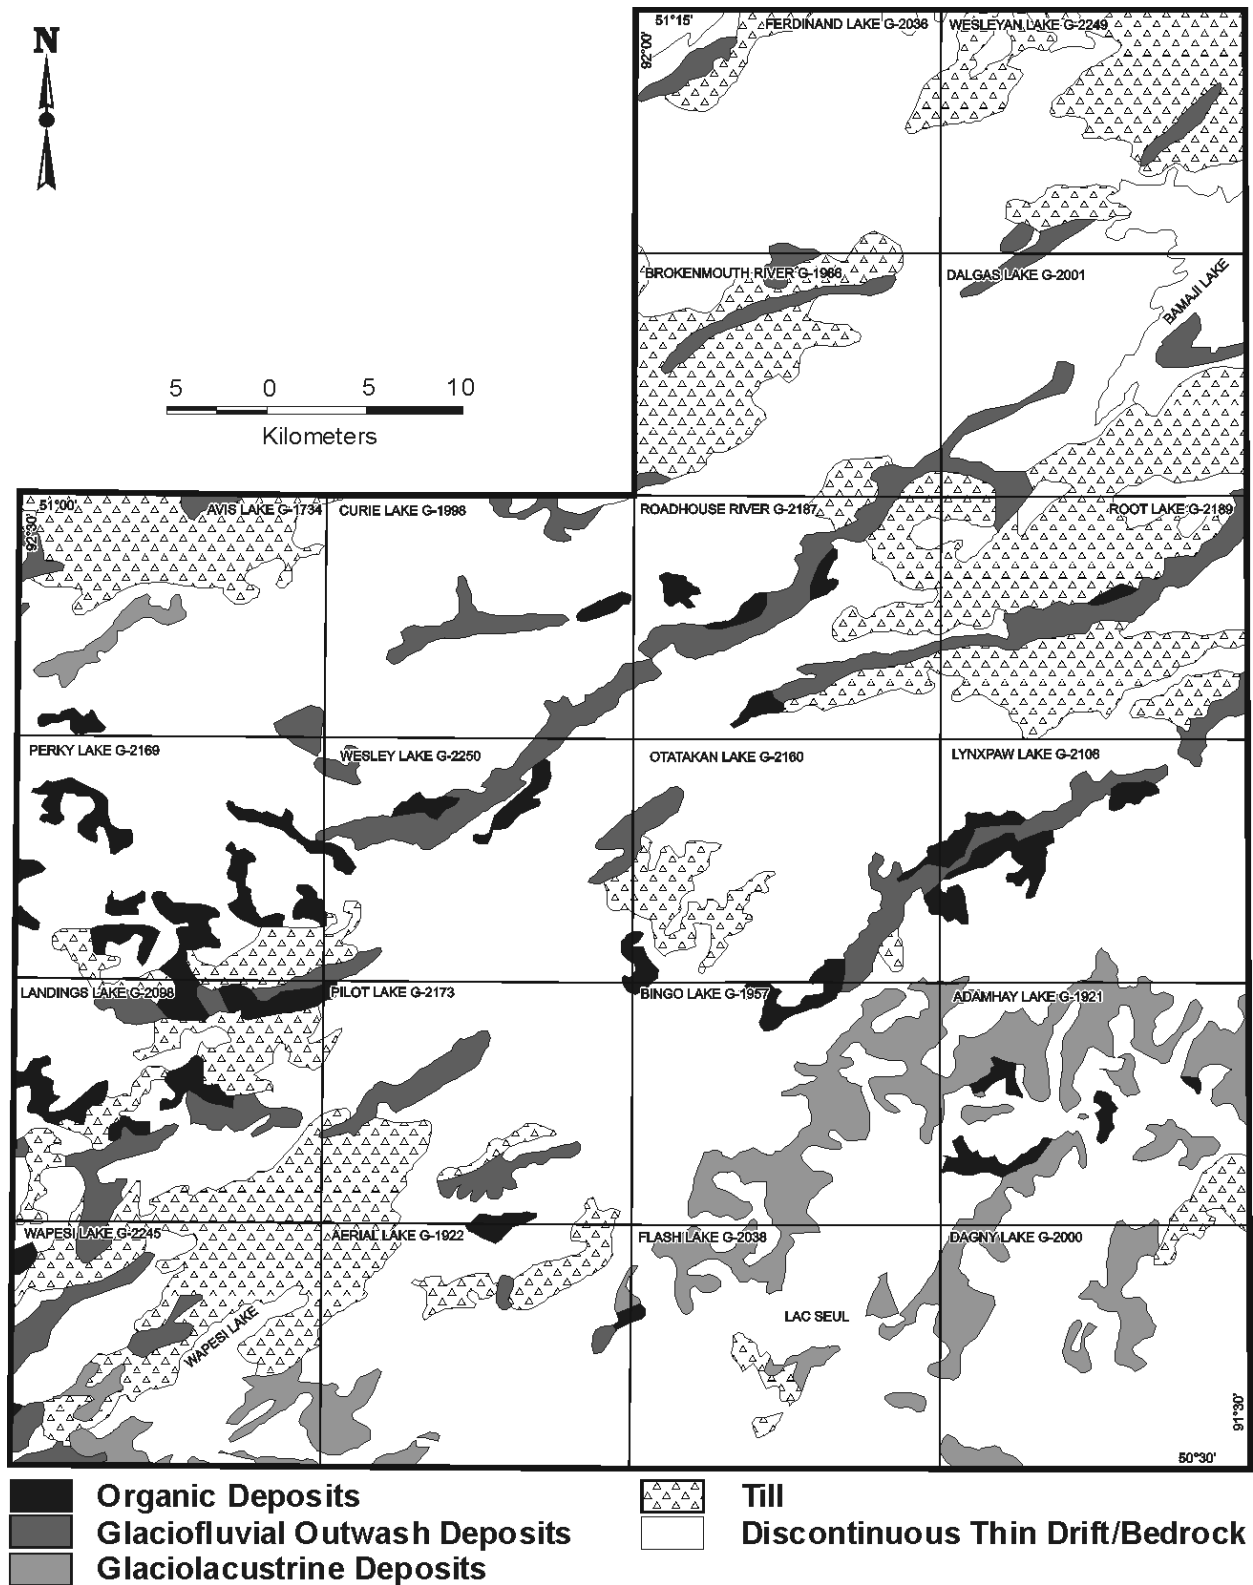 N
51°15'
92°00'
FERDINAND LAKE G-2036
WESLEYAN LAKE G-2249
BROKENMOUTH RIVER G-1966
DALGAS LAKE G-2001
BAMAJI LAKE
5 0 5 10
Kilometers
51°00'
92°30'
AVIS LAKE G-1734
CURIE LAKE G-1998
ROADHOUSE RIVER G-2187
ROOT LAKE G-2189
PERKY LAKE G-2169
WESLEY LAKE G-2250
OTATAKAN LAKE G-2160
LYNXPAW LAKE G-2106
LANDINGS LAKE G-2098
PILOT LAKE G-2173
BINGO LAKE G-1957
ADAMHAY LAKE G-1921
WAPESI LAKE G-2245
AERIAL LAKE G-1922
FLASH LAKE G-2038
DAGNY LAKE G-2000
LAC SEUL
WAPESI LAKE
91°30'
50°30'
Organic Deposits
Glaciofluvial Outwash Deposits
Glaciolacustrine Deposits
Till
Discontinuous Thin Drift/Bedrock